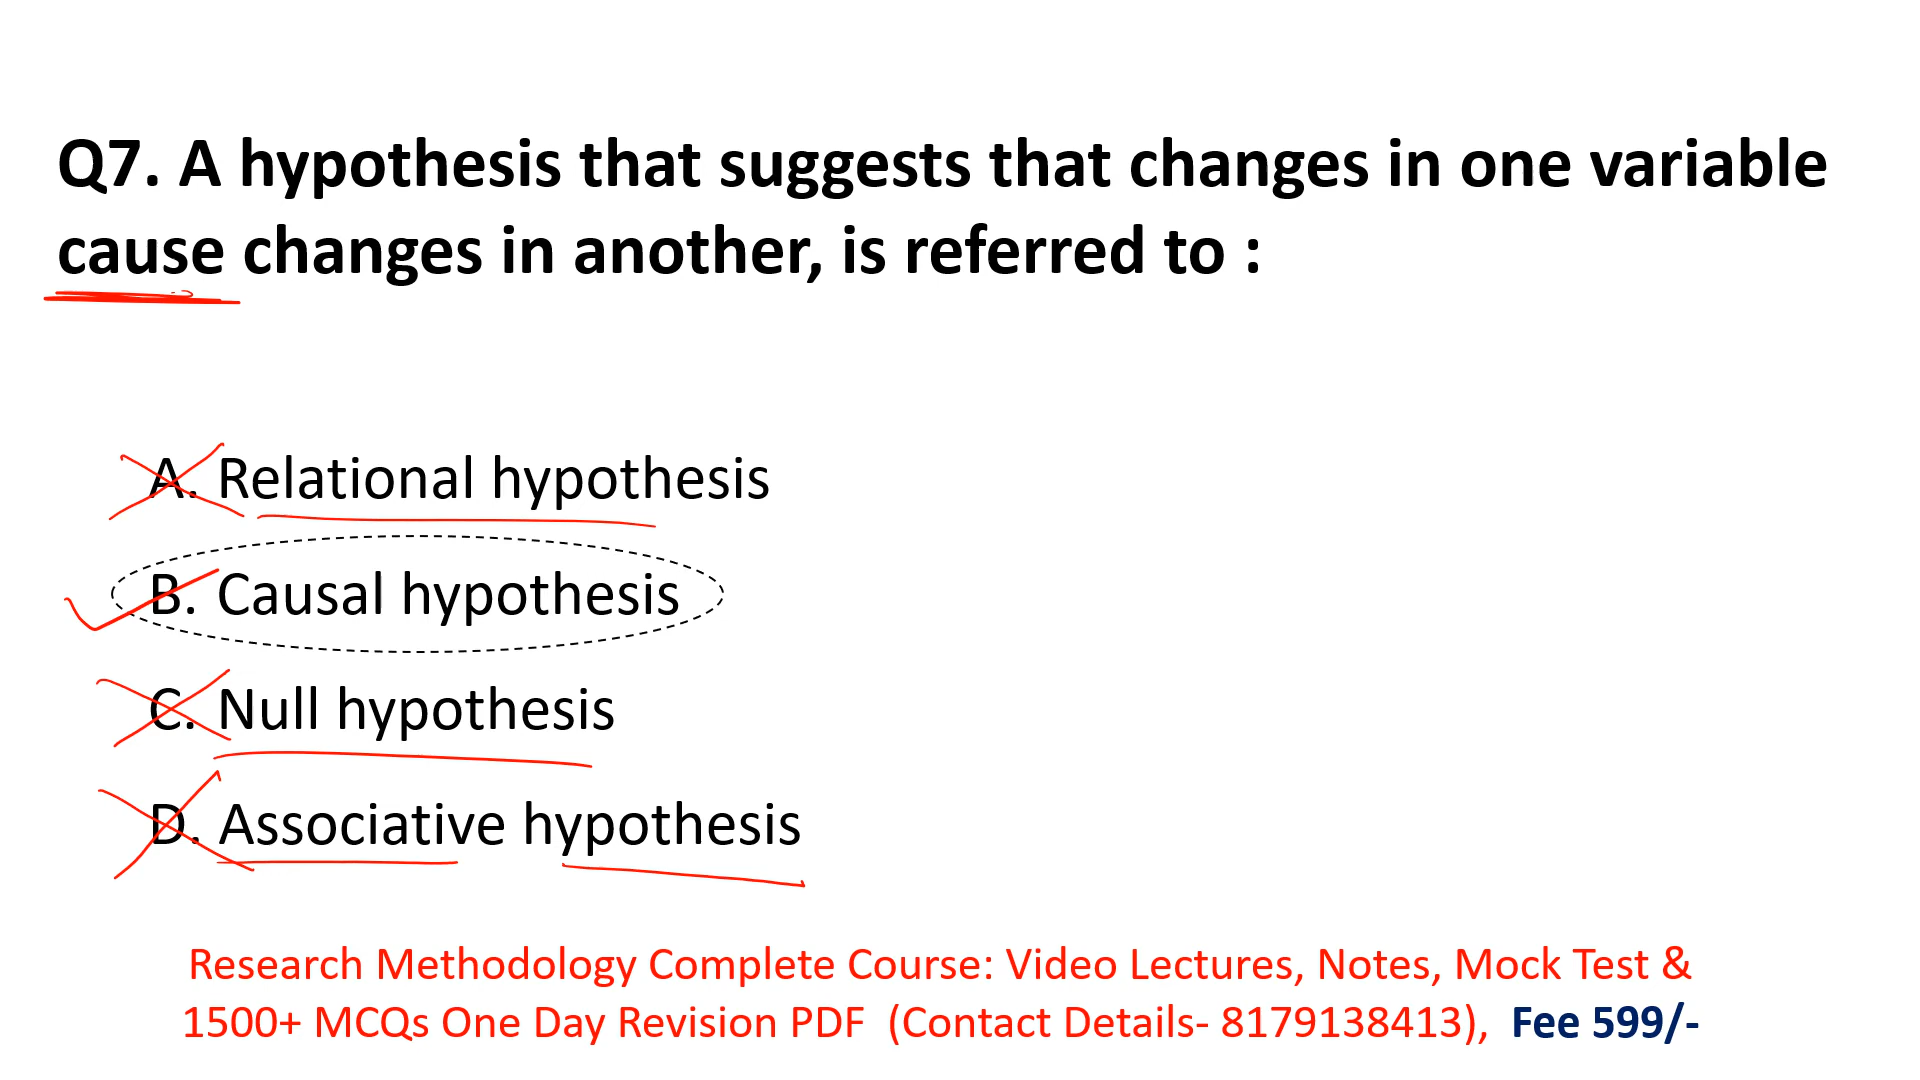 Q7. A hypothesis that suggests that changes in one variable
cause changes in another, is referred to :
A. Relational hypothesis
B. Causal hypothesis
C. Null hypothesis
D. Associative hypothesis
Research Methodology Complete Course: Video Lectures, Notes, Mock Test &
1500+ MCQs One Day Revision PDF (Contact Details- 8179138413), Fee 599/-